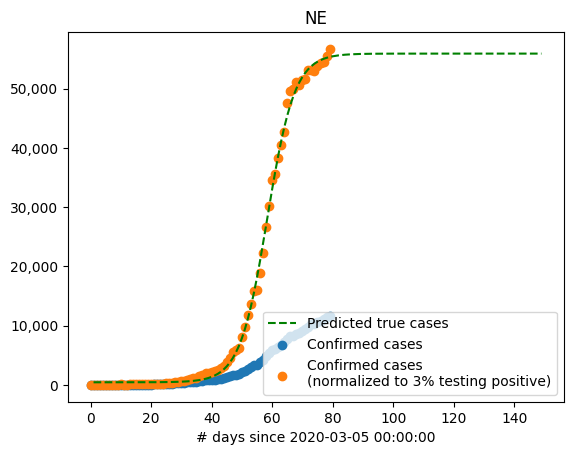 NE
50,000
40,000
30,000
20,000
10,000
0
Predicted true cases
Confirmed cases
Confirmed cases
(normalized to 3% testing positive)
0 20 40 60 80 100 120 140
# days since 2020-03-05 00:00:00